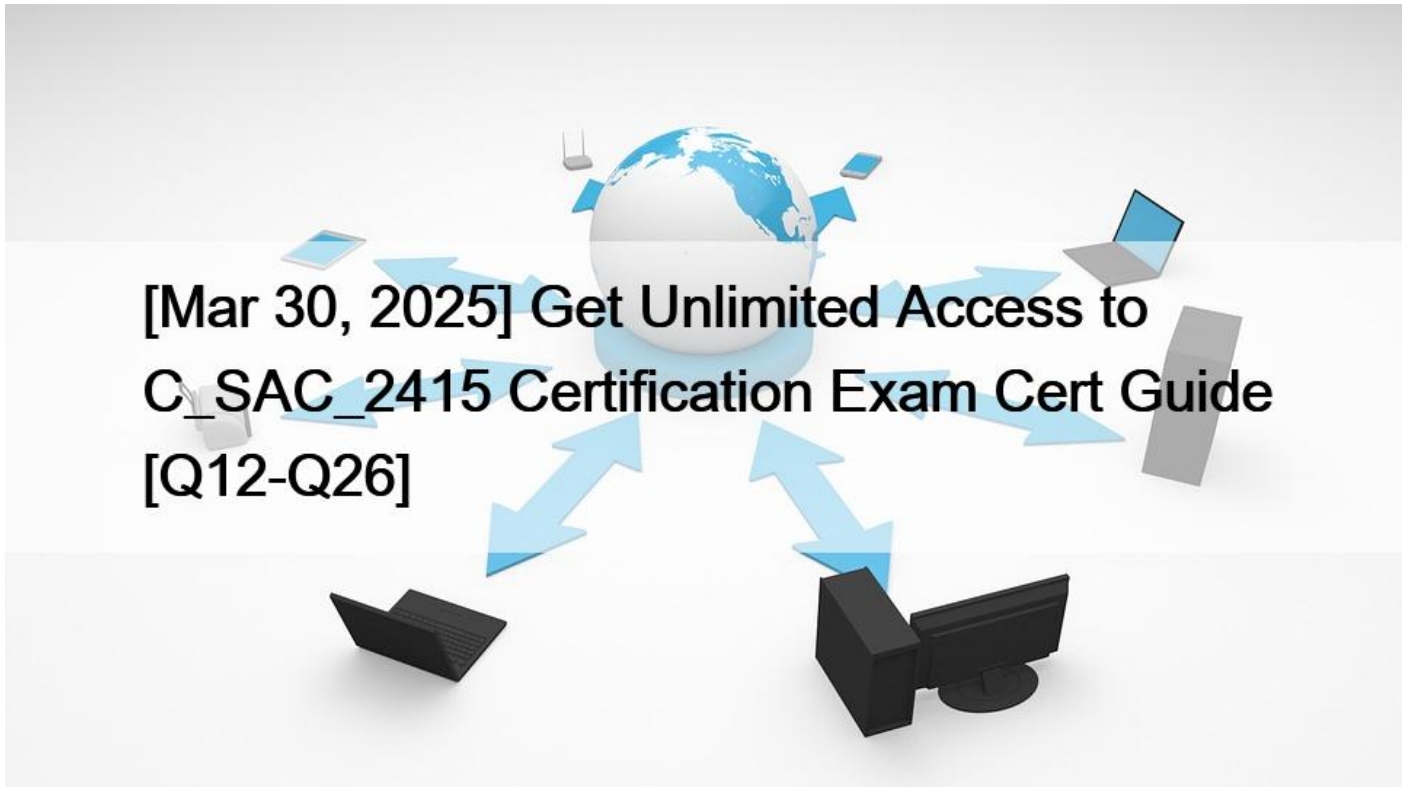 [Mar 30, 2025] Get Unlimited Access to
C_SAC_2415 Certification Exam Cert Guide
[Q12-Q26]